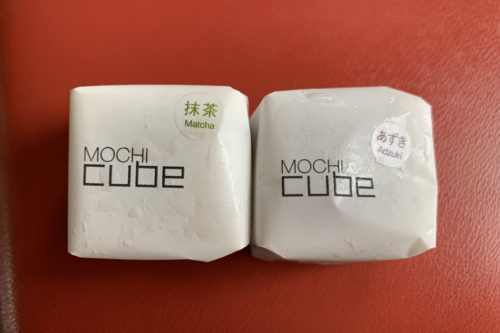 抹茶
Matcha
MOCHI
cube
あずき
Adzuki
MOCHI
cube